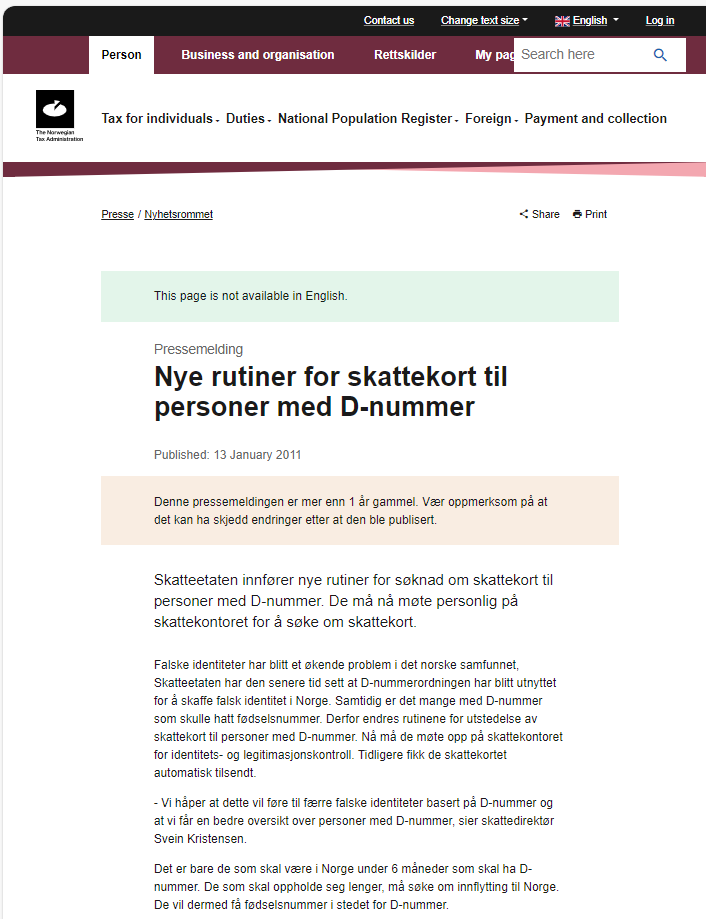 Contact us Change text size English Log in
Person Business and organisation Rettskilder My pag Search here
The Norwegian
Tax Administration
Tax for individuals Duties National Population Register Foreign Payment and collection
Presse / Nyhetsrommet Share Print
This page is not available in English.
Pressemelding
Nye rutiner for skattekort til
personer med D-nummer
Published: 13 January 2011
Denne pressemeldingen er mer enn 1 år gammel. Vær oppmerksom på at
det kan ha skjedd endringer etter at den ble publisert.
Skatteetaten innfører nye rutiner for søknad om skattekort til
personer med D-nummer. De må nå møte personlig på
skattekontoret for å søke om skattekort.
Falske identiteter har blitt et økende problem i det norske samfunnet,
Skatteetaten har den senere tid sett at D-nummerordningen har blitt utnyttet
for å skaffe falsk identitet i Norge. Samtidig er det mange med D-nummer
som skulle hatt fødselsnummer. Derfor endres rutinene for utstedelse av
skattekort til personer med D-nummer. Nå må de møte opp på skattekontoret
for identitets- og legitimasjonskontroll. Tidligere fikk de skattekortet
automatisk tilsendt.
- Vi håper at dette vil føre til færre falske identiteter basert på D-nummer og
at vi får en bedre oversikt over personer med D-nummer, sier skattedirektør
Svein Kristensen.
Det er bare de som skal være i Norge under 6 måneder som skal ha D-
nummer. De som skal oppholde seg lenger, må søke om innflytting til Norge.
De vil dermed få fødselsnummer i stedet for D-nummer.